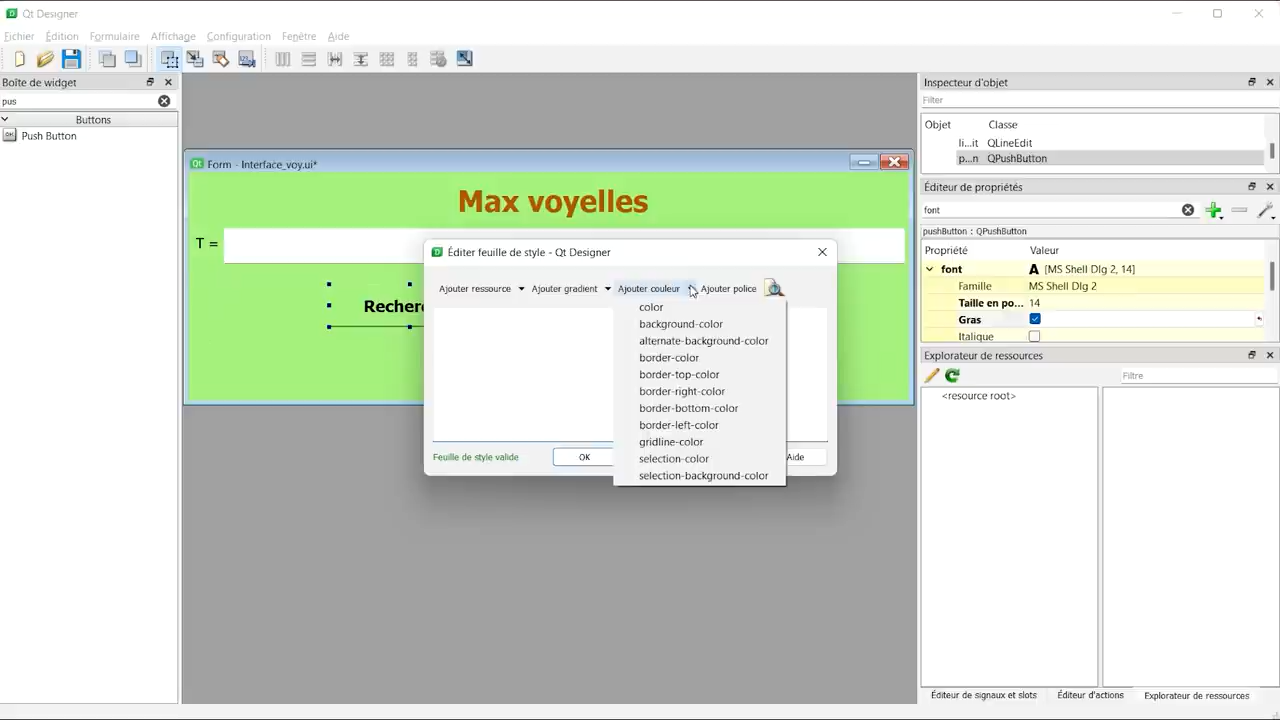 Qt Designer
Fichier Édition Formulaire Affichage Configuration Fenêtre Aide
Boîte de widget
pus
Buttons
Push Button
Form - Interface_voy.ui*
Max voyelles
T =
Recherc
Éditer feuille de style - Qt Designer
Ajouter ressource Ajouter gradient Ajouter couleur Ajouter police
color
background-color
alternate-background-color
border-color
border-top-color
border-right-color
border-bottom-color
border-left-color
gridline-color
selection-color
selection-background-color
Feuille de style valide OK Aide
Inspecteur d'objet
Filter
Objet Classe
li...it QLineEdit
p...n QPushButton
Éditeur de propriétés
font
pushButton : QPushButton
Propriété Valeur
font A [MS Shell Dlg 2, 14]
Famille MS Shell Dlg 2
Taille en po... 14
Gras
Italique
Explorateur de ressources
Filtre
<resource root>
Éditeur de signaux et slots Éditeur d'actions Explorateur de ressources